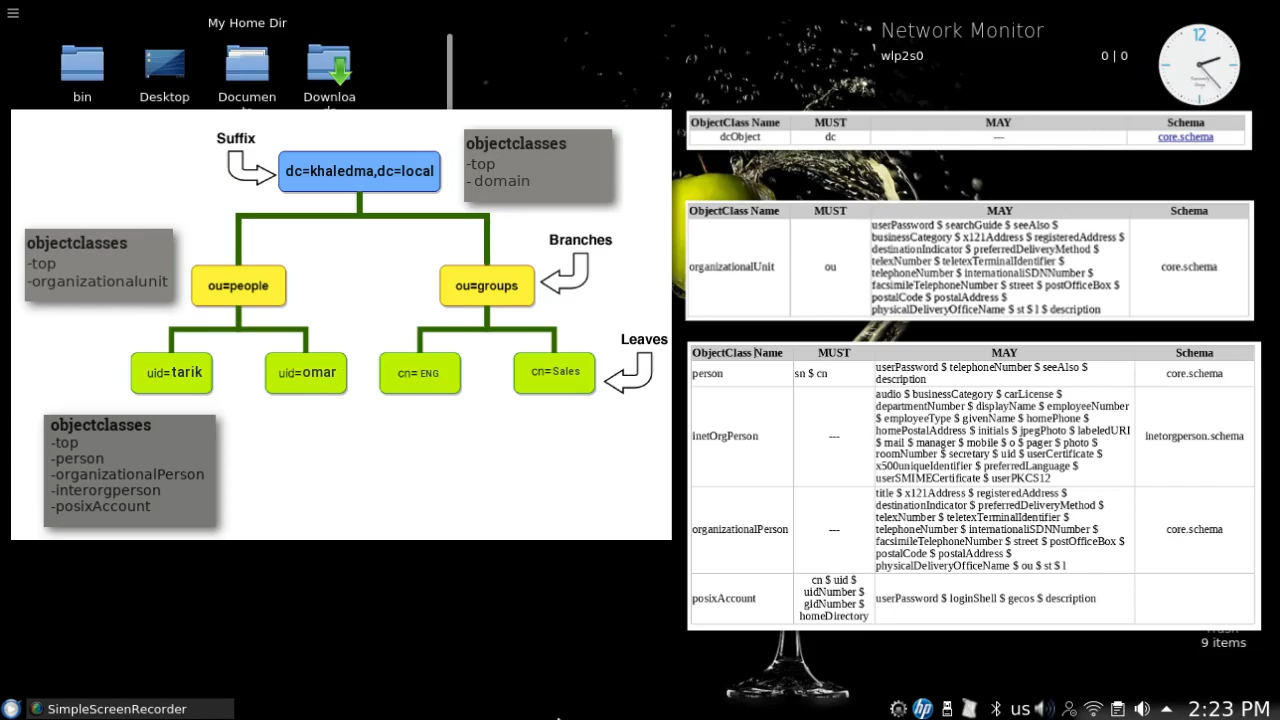 My Home Dir
bin
Desktop
Documen
Downloa
Network Monitor
wlp2s0
0 | 0
12
Suffix
dc=khaledma,dc=local
objectclasses
-top
- domain
objectclasses
-top
-organizationalunit
Branches
ou=people
ou=groups
Leaves
uid=tarik
uid=omar
cn= ENG
cn=Sales
objectclasses
-top
-person
-organizationalPerson
-interorgperson
-posixAccount
ObjectClass Name MUST MAY Schema
dcObject dc --- core.schema
ObjectClass Name MUST MAY Schema
organizationalUnit ou
userPassword $ searchGuide $ seeAlso $
businessCategory $ x121Address $ registeredAddress $
destinationIndicator $ preferredDeliveryMethod $
telexNumber $ teletexTerminalIdentifier $
telephoneNumber $ internationaliSDNNumber $
facsimileTelephoneNumber $ street $ postOfficeBox $
postalCode $ postalAddress $
physicalDeliveryOfficeName $ st $ l $ description
core.schema
ObjectClass Name MUST MAY Schema
person sn $ cn
userPassword $ telephoneNumber $ seeAlso $
description
core.schema
inetOrgPerson ---
audio $ businessCategory $ carLicense $
departmentNumber $ displayName $ employeeNumber
$ employeeType $ givenName $ homePhone $
homePostalAddress $ initials $ jpegPhoto $ labeledURI
$ mail $ manager $ mobile $ o $ pager $ photo $
roomNumber $ secretary $ uid $ userCertificate $
x500uniqueIdentifier $ preferredLanguage $
userSMIMECertificate $ userPKCS12
inetorgperson.schema
organizationalPerson ---
title $ x121Address $ registeredAddress $
destinationIndicator $ preferredDeliveryMethod $
telexNumber $ teletexTerminalIdentifier $
telephoneNumber $ internationaliSDNNumber $
facsimileTelephoneNumber $ street $ postOfficeBox $
postalCode $ postalAddress $
physicalDeliveryOfficeName $ ou $ st $ l
core.schema
posixAccount
cn $ uid $
uidNumber $
gidNumber $
homeDirectory
userPassword $ loginShell $ gecos $ description
9 items
SimpleScreenRecorder
hp
us
2:23 PM